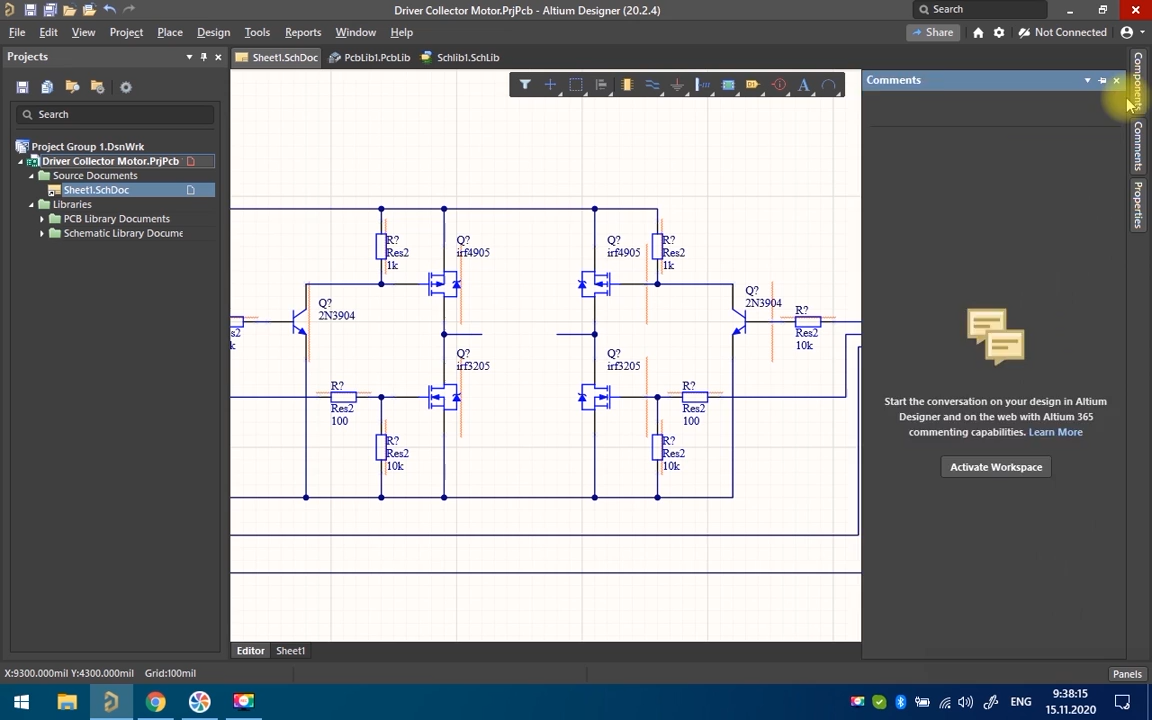 Driver Collector Motor.PrjPcb - Altium Designer (20.2.4)
Search
File Edit View Project Place Design Tools Reports Window Help
Share
Not Connected
Projects
Sheet1.SchDoc
PcbLib1.PcbLib
Schlib1.SchLib
Comments
Components
Comments
Properties
Search
Project Group 1.DsnWrk
Driver Collector Motor.PrjPcb
Source Documents
Sheet1.SchDoc
Libraries
PCB Library Documents
Schematic Library Docume
R?
Res2
1k
Q?
irf4905
Q?
irf4905
R?
Res2
1k
Q?
2N3904
Q?
2N3904
R?
Res2
10k
s2
k
Q?
irf3205
Q?
irf3205
R?
Res2
100
R?
Res2
100
R?
Res2
10k
R?
Res2
10k
Start the conversation on your design in Altium
Designer and on the web with Altium 365
commenting capabilities. Learn More
Activate Workspace
Editor Sheet1
X:9300.000mil Y:4300.000mil Grid:100mil
Panels
ENG
9:38:15
15.11.2020